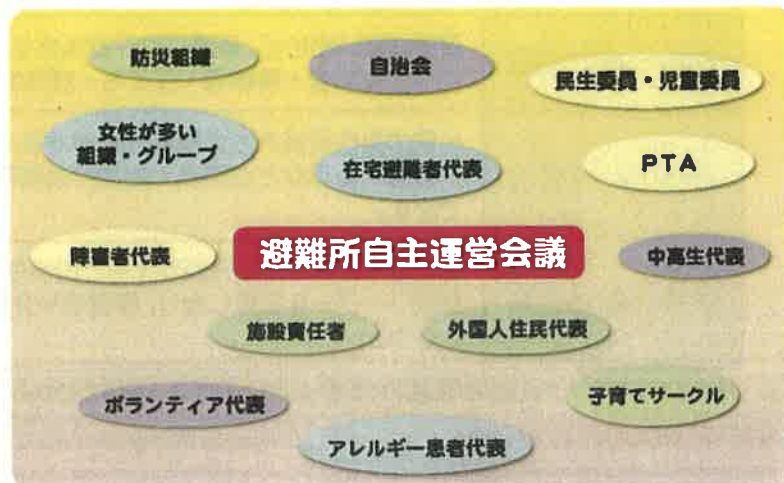 防災組織
自治会
民生委員・児童委員
女性が多い
組織・グループ
在宅避難者代表
PTA
障害者代表
避難所自主運営会議
中高生代表
施設責任者
外国人住民代表
ボランティア代表
子育てサークル
アレルギー患者代表